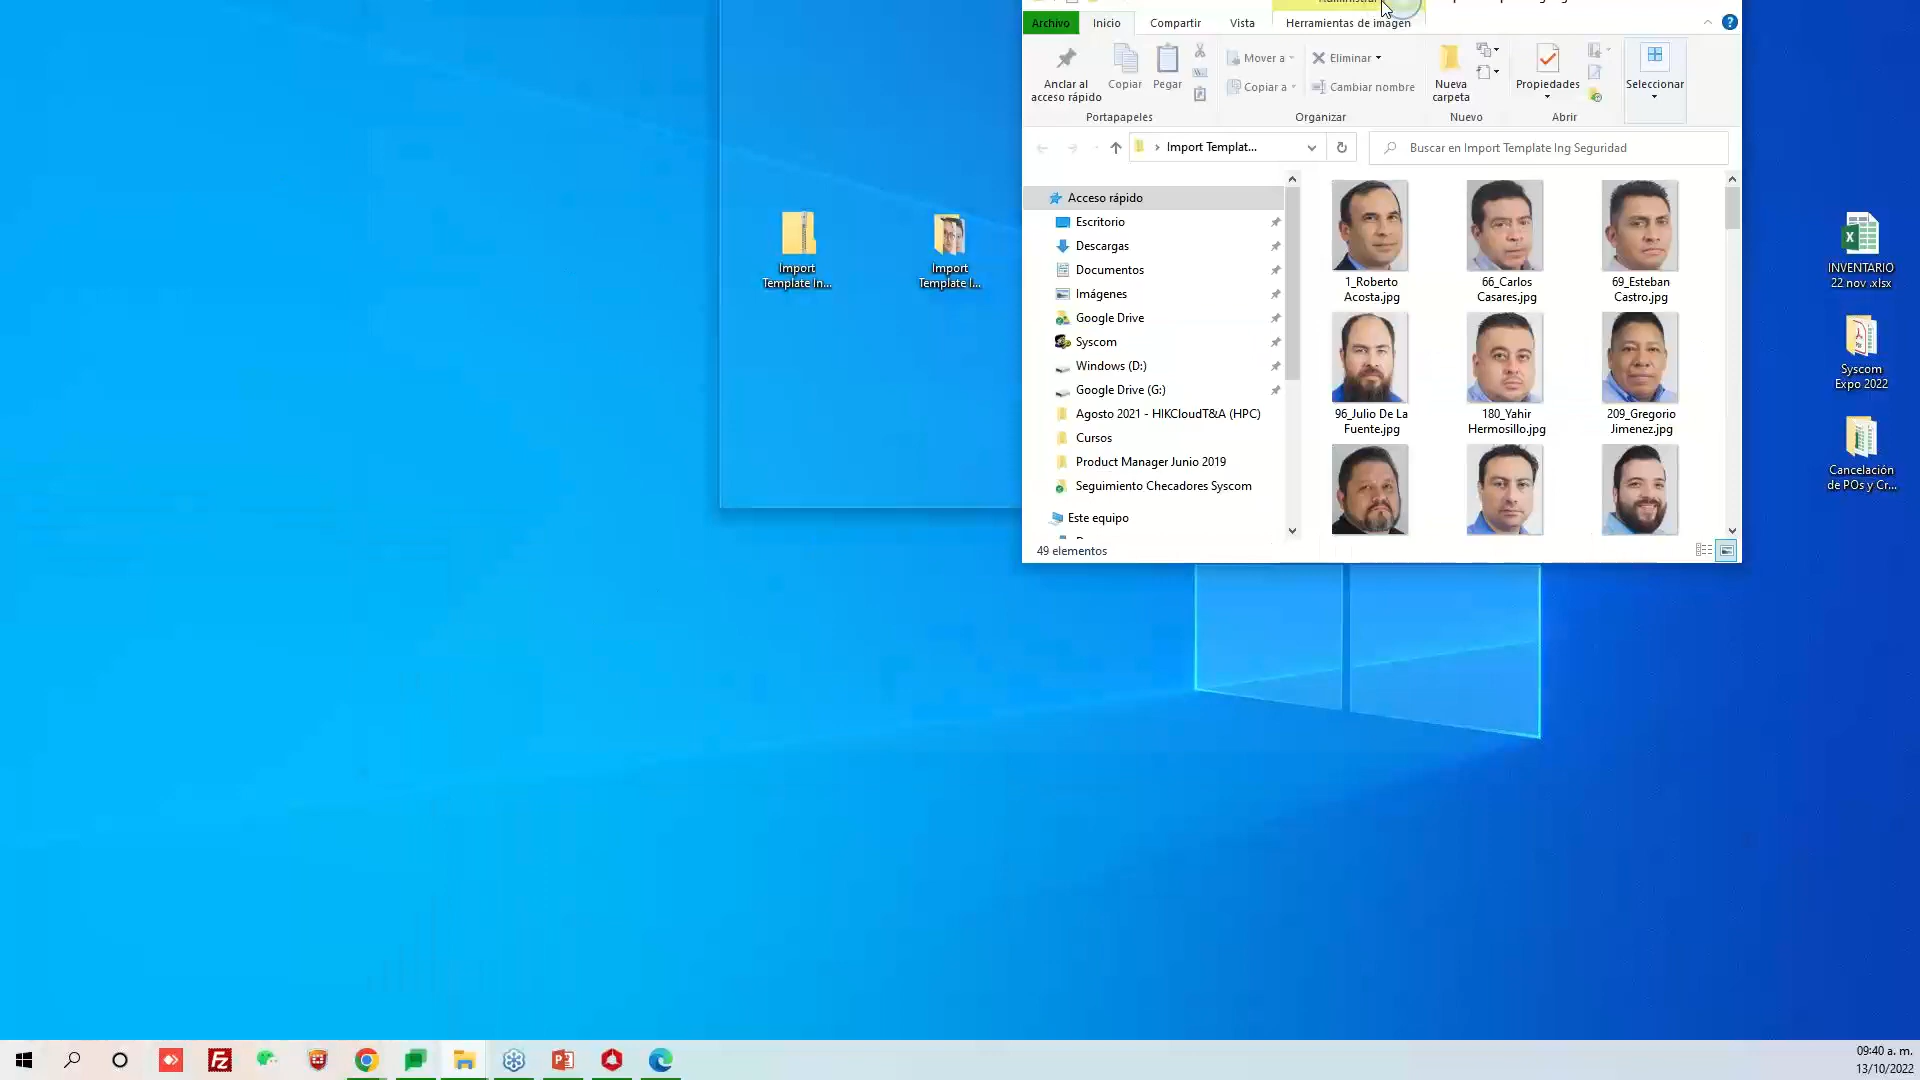 Archivo
Inicio
Compartir
Vista
Herramientas de imagen
Anclar al
acceso rápido
Copiar
Pegar
Mover a
Copiar a
Eliminar
Cambiar nombre
Nueva
carpeta
Propiedades
Seleccionar
Portapapeles
Organizar
Nuevo
Abrir
Import Templat...
Buscar en Import Template Ing Seguridad
Acceso rápido
Escritorio
Descargas
Documentos
Imágenes
Google Drive
Syscom
Windows (D:)
Google Drive (G:)
Agosto 2021 - HIKCloudT&A (HPC)
Cursos
Product Manager Junio 2019
Seguimiento Checadores Syscom
Este equipo
49 elementos
1_Roberto
Acosta.jpg
66_Carlos
Casares.jpg
69_Esteban
Castro.jpg
96_Julio De La
Fuente.jpg
180_Yahir
Hermosillo.jpg
209_Gregorio
Jimenez.jpg
Import
Template In...
Import
Template I...
INVENTARIO
22 nov .xlsx
Syscom
Expo 2022
Cancelación
de POs y Cr...
09:40 a. m.
13/10/2022